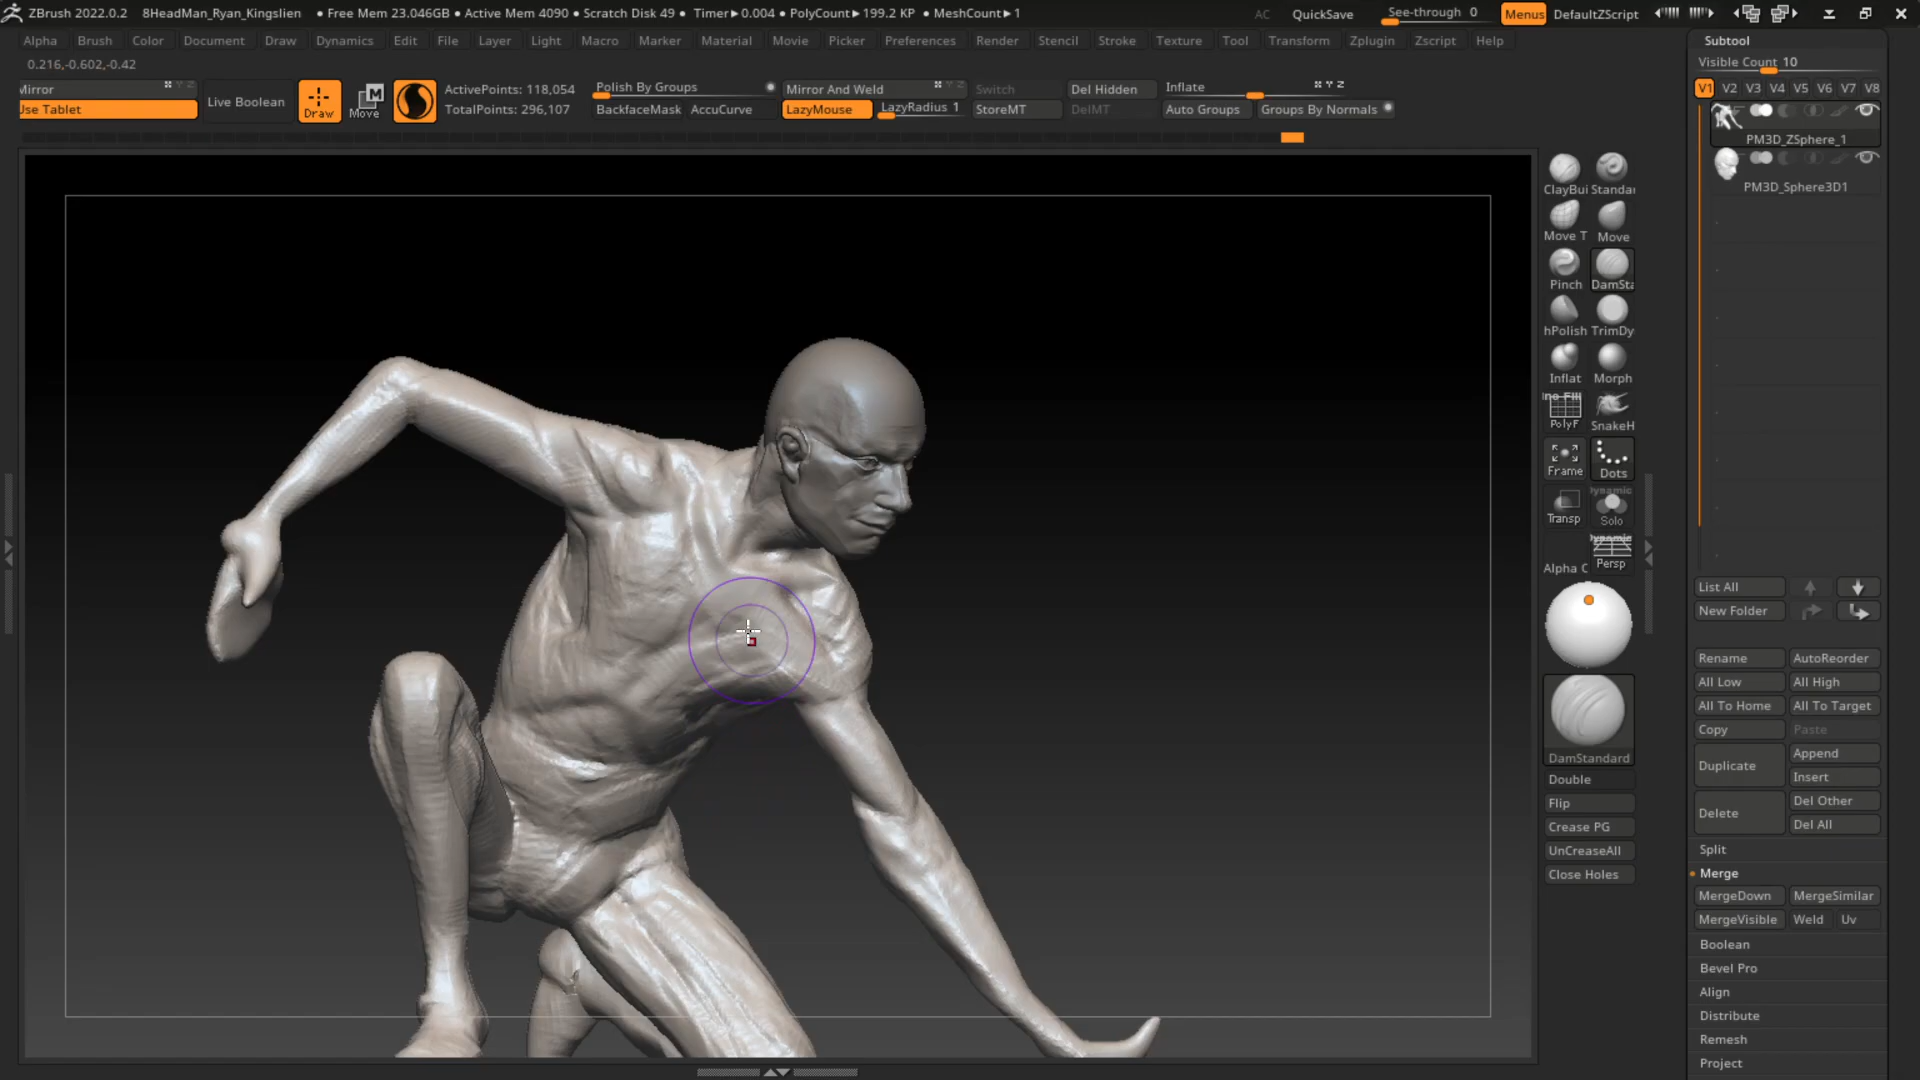 ZBrush 2022.0.2 8HeadMan_Ryan_Kingslien • Free Mem 23.046GB • Active Mem 4090 • Scratch Disk 49 • Timer▶0.004 • PolyCount▶199.2 KP • MeshCount▶1 AC QuickSave See-through 0 Menus DefaultZScript
Alpha Brush Color Document Draw Dynamics Edit File Layer Light Macro Marker Material Movie Picker Preferences Render Stencil Stroke Texture Tool Transform Zplugin Zscript Help
0.216,-0.602,-0.42
Mirror
Use Tablet
Live Boolean
Draw
Move
ActivePoints: 118,054
TotalPoints: 296,107
Polish By Groups
BackfaceMask AccuCurve
Mirror And Weld
LazyMouse LazyRadius 1
Switch
StoreMT
Del Hidden
DelMT
Inflate
Auto Groups Groups By Normals
ClayBui Standar
Move T Move
Pinch DamSta
hPolish TrimDy
Inflat Morph
PolyF SnakeH
Frame Dots
Dynamic
Transp Solo
Dynamic
Persp
Alpha O
DamStandard
Double
Flip
Crease PG
UnCreaseAll
Close Holes
Subtool
Visible Count 10
V1 V2 V3 V4 V5 V6 V7 V8
PM3D_ZSphere_1
PM3D_Sphere3D1
List All
New Folder
Rename AutoReorder
All Low All High
All To Home All To Target
Copy Paste
Duplicate Append
Insert
Delete Del Other
Del All
Split
Merge
MergeDown MergeSimilar
MergeVisible Weld Uv
Boolean
Bevel Pro
Align
Distribute
Remesh
Project